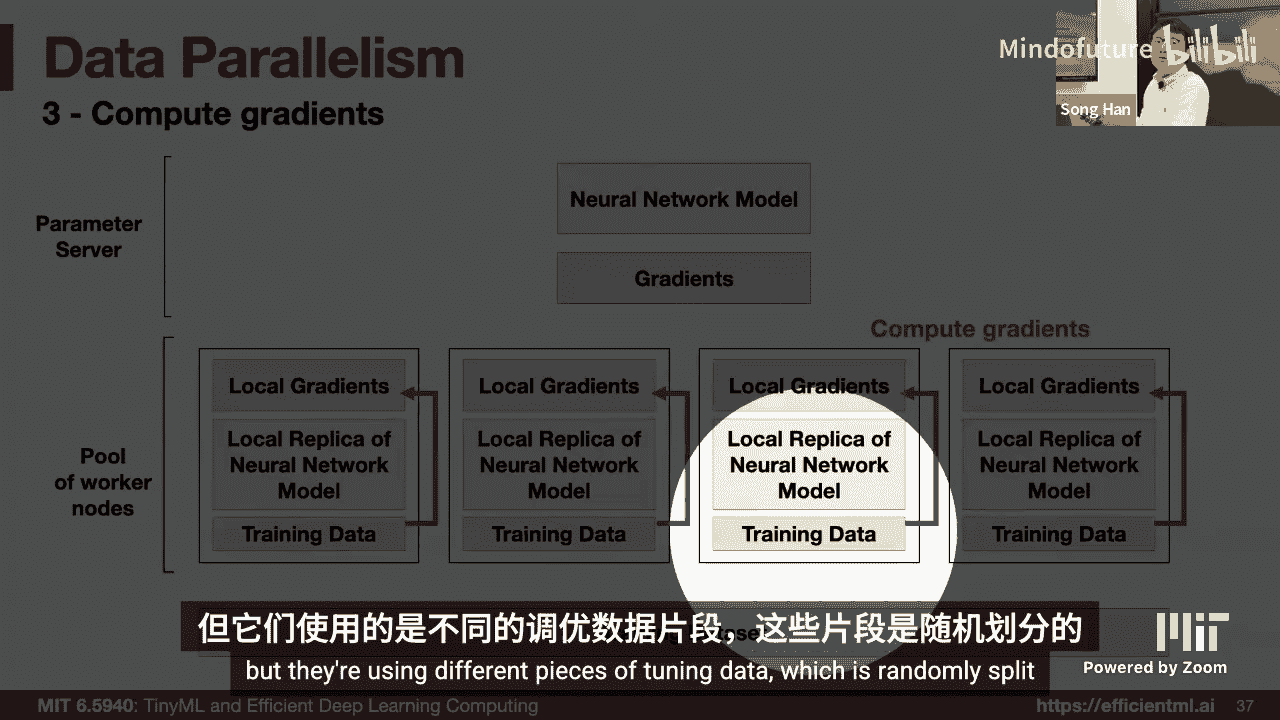 Data Parallelism
3 - Compute gradients
Mindofuture bilibili
Song Han
Parameter
Server
Neural Network Model
Gradients
Compute gradients
Pool
of worker
nodes
Local Gradients
Local Replica of
Neural Network
Model
Training Data
Local Gradients
Local Replica of
Neural Network
Model
Training Data
Local Gradients
Local Replica of
Neural Network
Model
Training Data
Local Gradients
Local Replica of
Neural Network
Model
Training Data
但它们使用的是不同的调优数据片段，这些片段是随机划分的
but they're using different pieces of tuning data, which is randomly split
MIT
Powered by Zoom
MIT 6.5940: TinyML and Efficient Deep Learning Computing
https://efficientml.ai
37